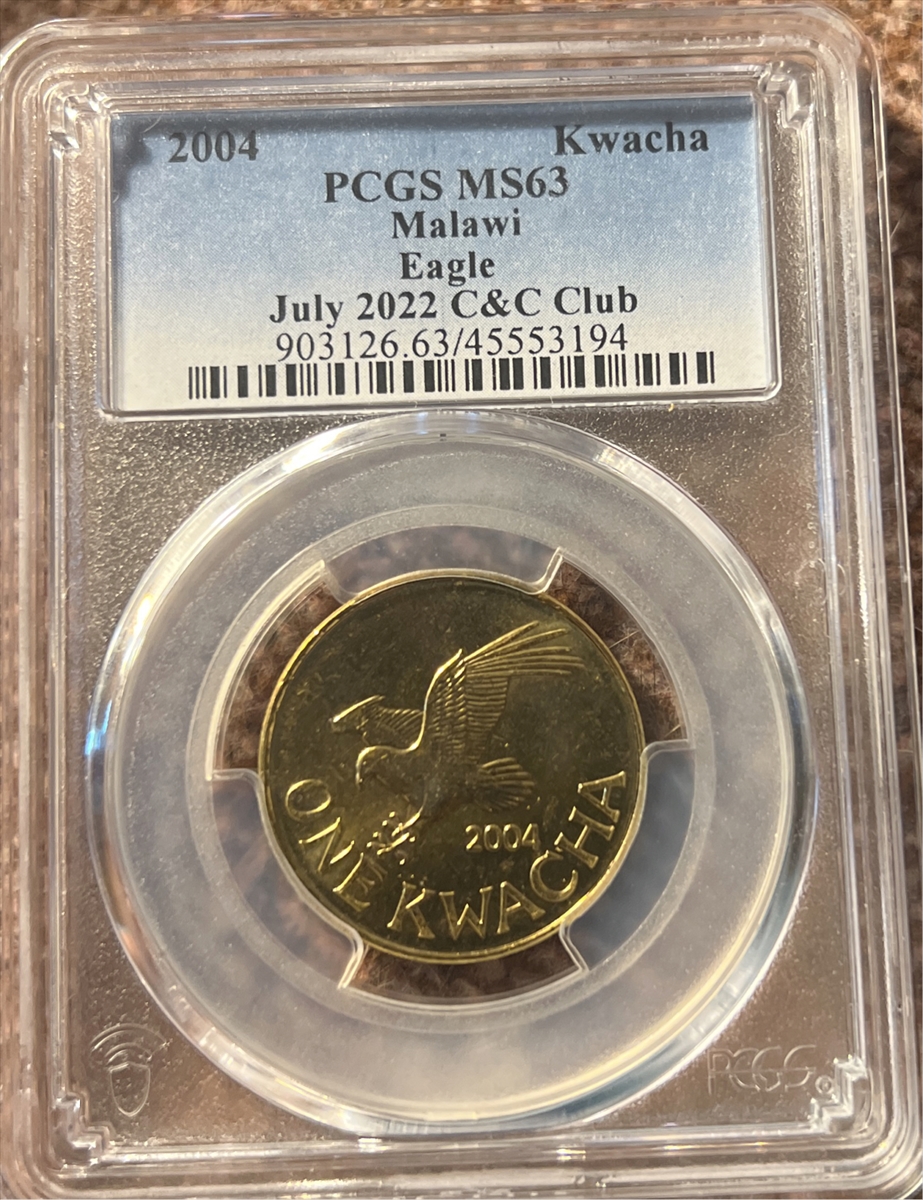 2004 Kwacha
PCGS MS63
Malawi
Eagle
July 2022 C&C Club
903126.63/45553194
2004
ONE KWACHA
PCGS